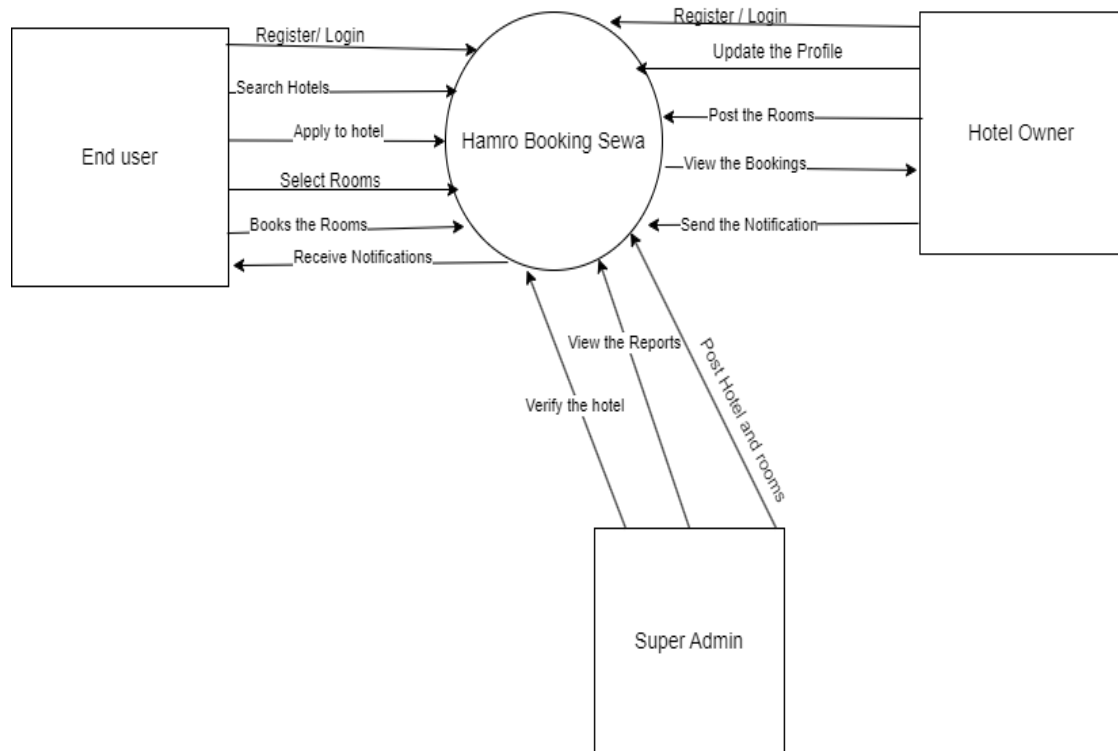 Register / Login
Register/ Login
Update the Profile
Search Hotels
Post the Rooms
Apply to hotel
Hamro Booking Sewa
Hotel Owner
End user
View the Bookings
Select Rooms
Books the Rooms
Send the Notification
Receive Notifications
View the Reports
Post Hotel and rooms
Verify the hotel
Super Admin